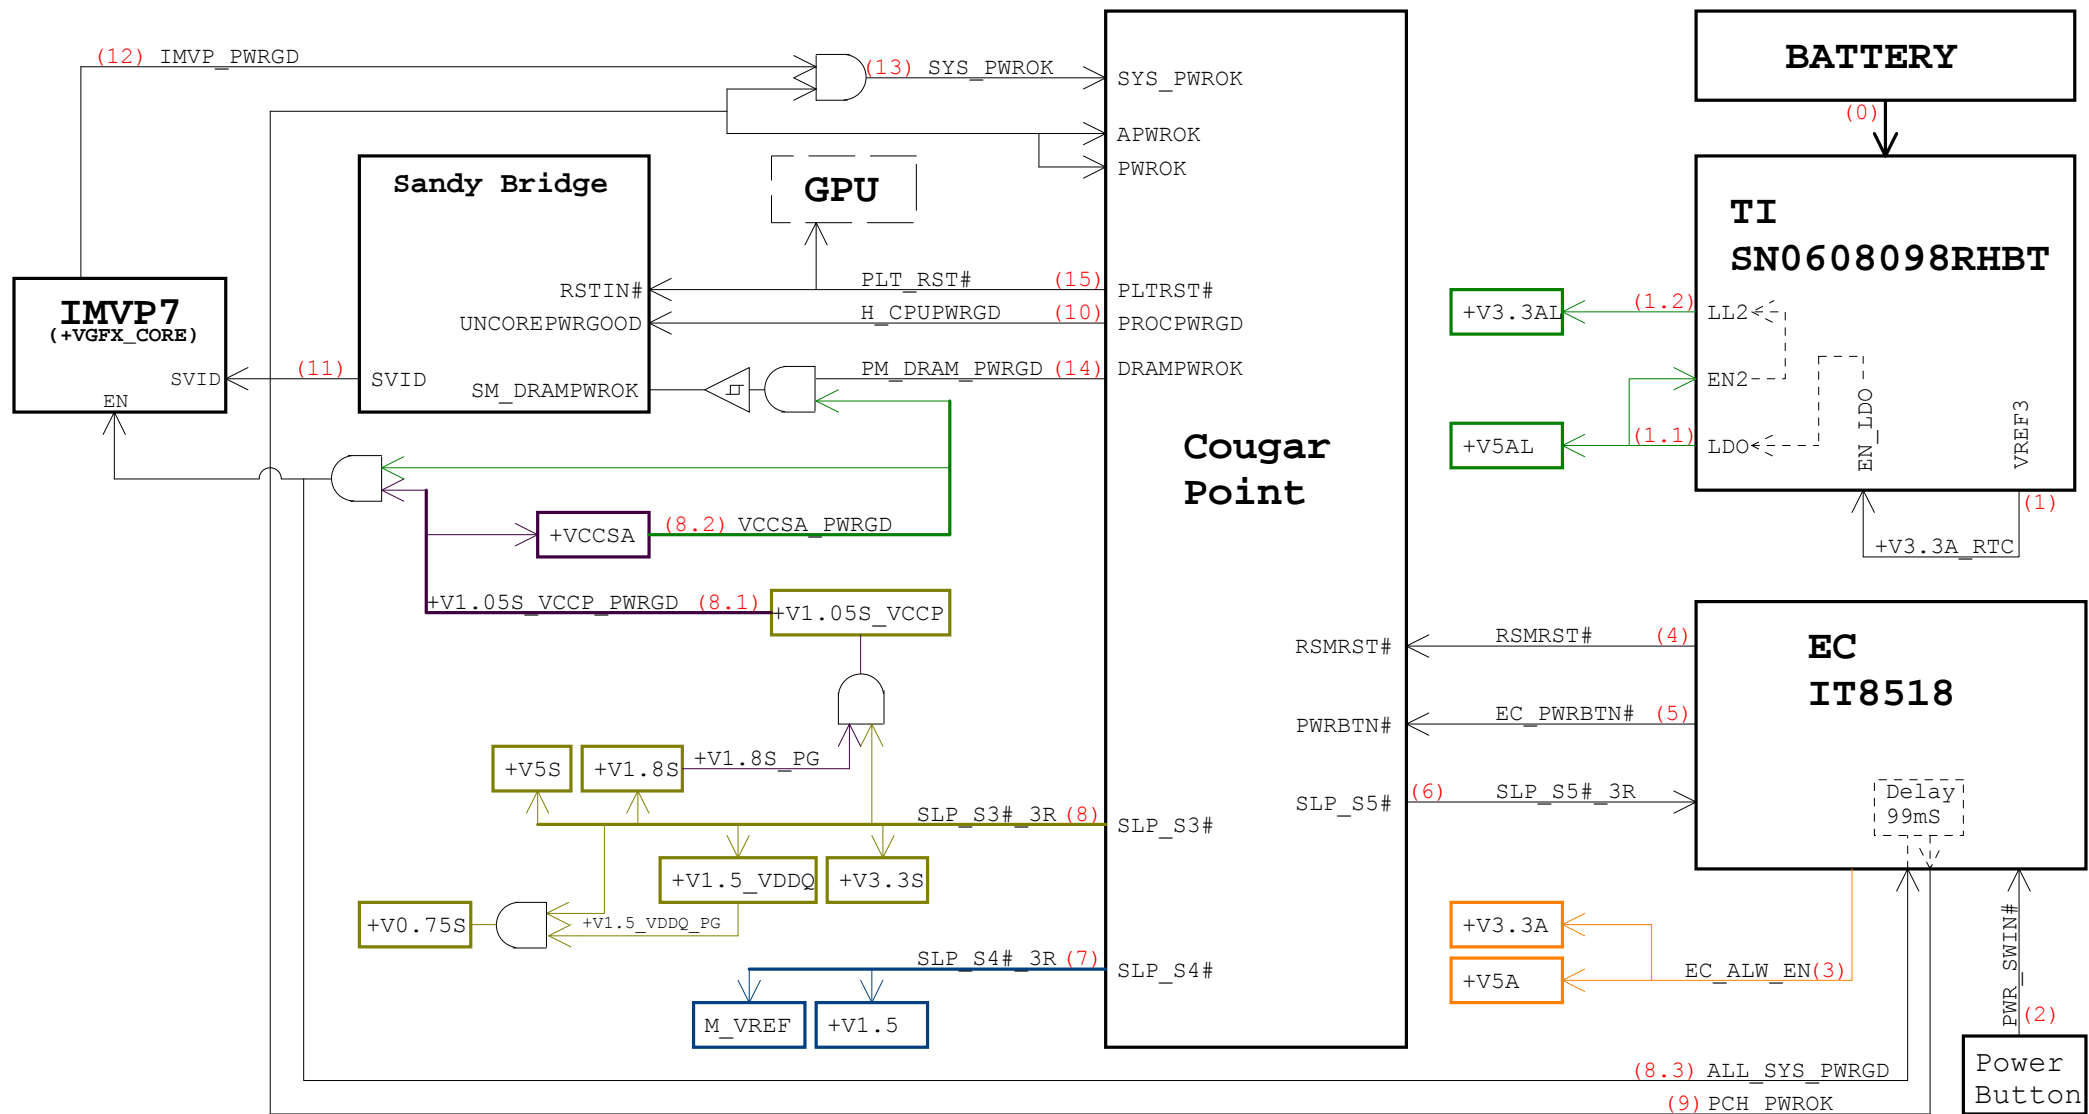 (12) IMVP_PWRGD
(13) SYS_PWROK
SYS_PWROK
APWROK
PWROK
BATTERY
(0)
Sandy Bridge
GPU
TI
SN0608098RHBT
RSTIN#
PLT_RST# (15)
PLTRST#
UNCOREPWRGOOD
H_CPUPWRGD (10)
PROCPWRGD
IMVP7
(+VGFX_CORE)
SVID
EN
(11)
SVID
SM_DRAMPWROK
PM_DRAM_PWRGD (14)
DRAMPWROK
+V3.3AL
(1.2)
LL2
EN2
+V5AL
(1.1)
LDO
EN_LDO
VREF3
(1)
+V3.3A_RTC
Cougar
Point
+VCCSA
(8.2) VCCSA_PWRGD
+V1.05S_VCCP_PWRGD (8.1)
+V1.05S_VCCP
RSMRST#
RSMRST# (4)
EC
IT8518
PWRBTN#
EC_PWRBTN# (5)
+V5S
+V1.8S
+V1.8S_PG
SLP_S5#
(6) SLP_S5#_3R
Delay
99mS
SLP_S3#_3R (8)
SLP_S3#
+V1.5_VDDQ
+V3.3S
+V0.75S
+V1.5_VDDQ_PG
SLP_S4#_3R (7)
SLP_S4#
M_VREF
+V1.5
+V3.3A
+V5A
EC_ALW_EN(3)
PWR_SWIN#
(2)
Power
Button
(8.3) ALL_SYS_PWRGD
(9) PCH_PWROK